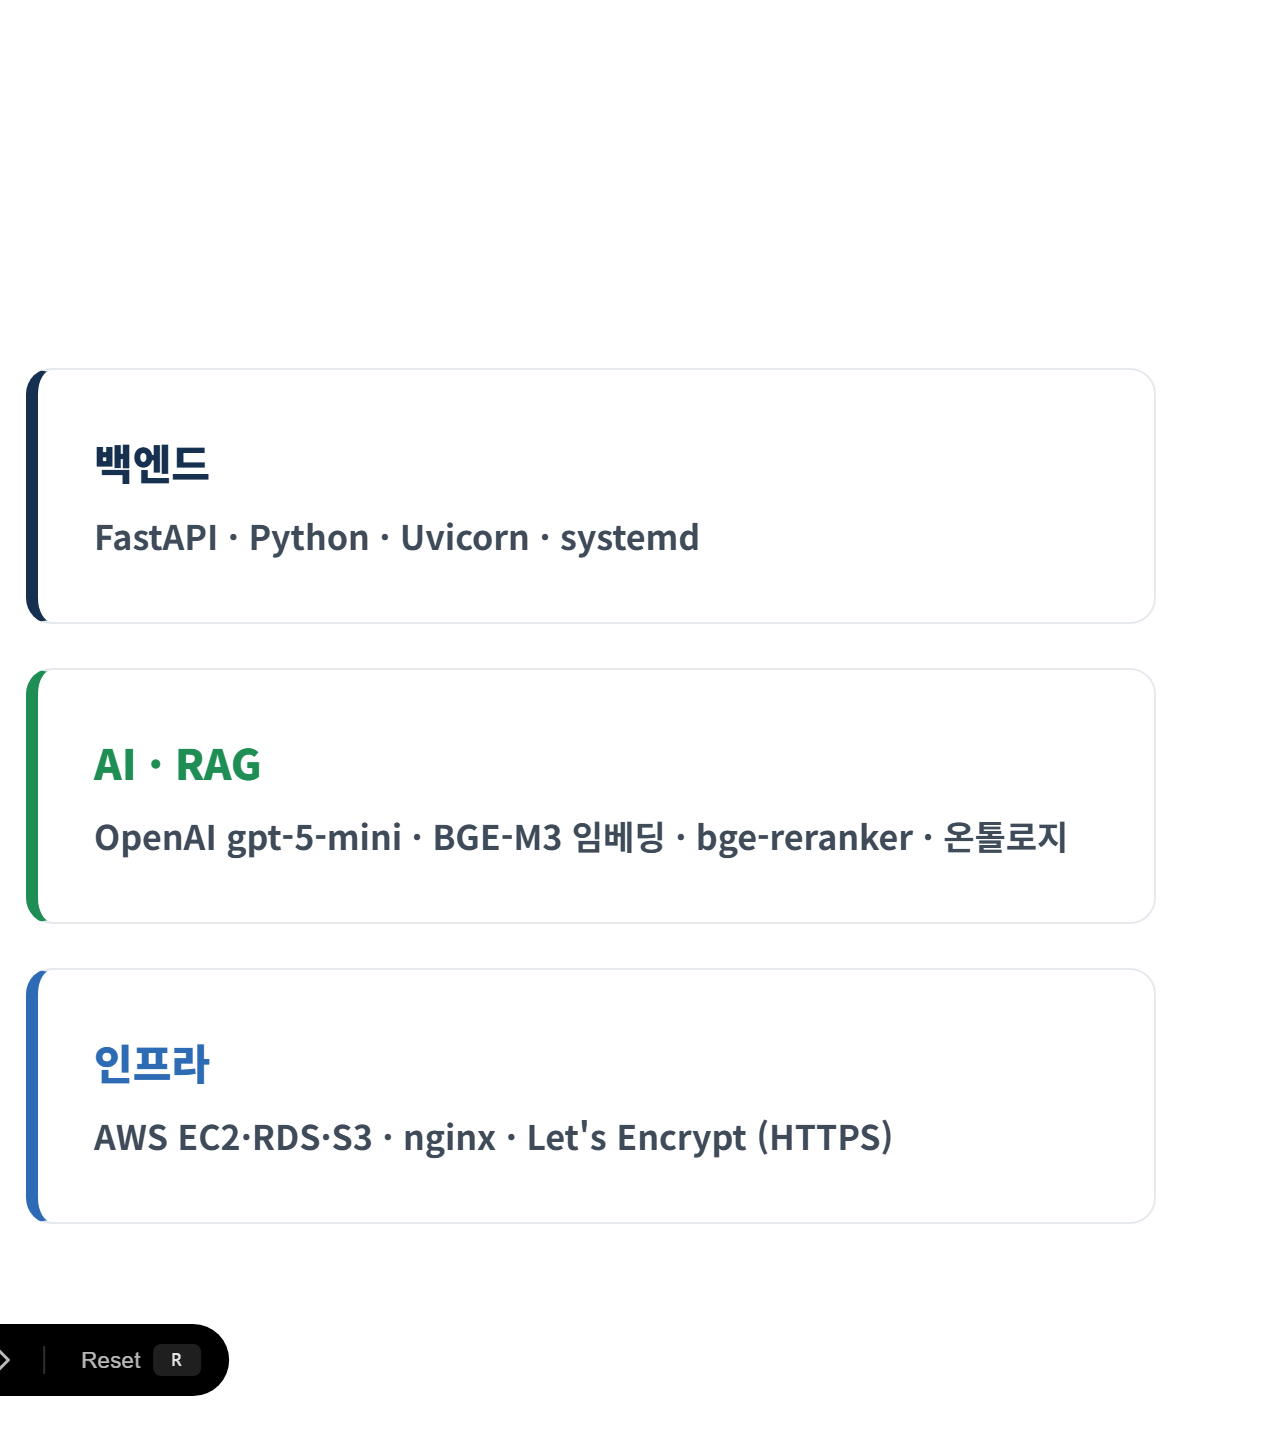 백엔드
FastAPI · Python · Uvicorn · systemd
AI · RAG
OpenAI gpt-5-mini · BGE-M3 임베딩 · bge-reranker · 온톨로지
인프라
AWS EC2·RDS·S3 · nginx · Let's Encrypt (HTTPS)
Reset R